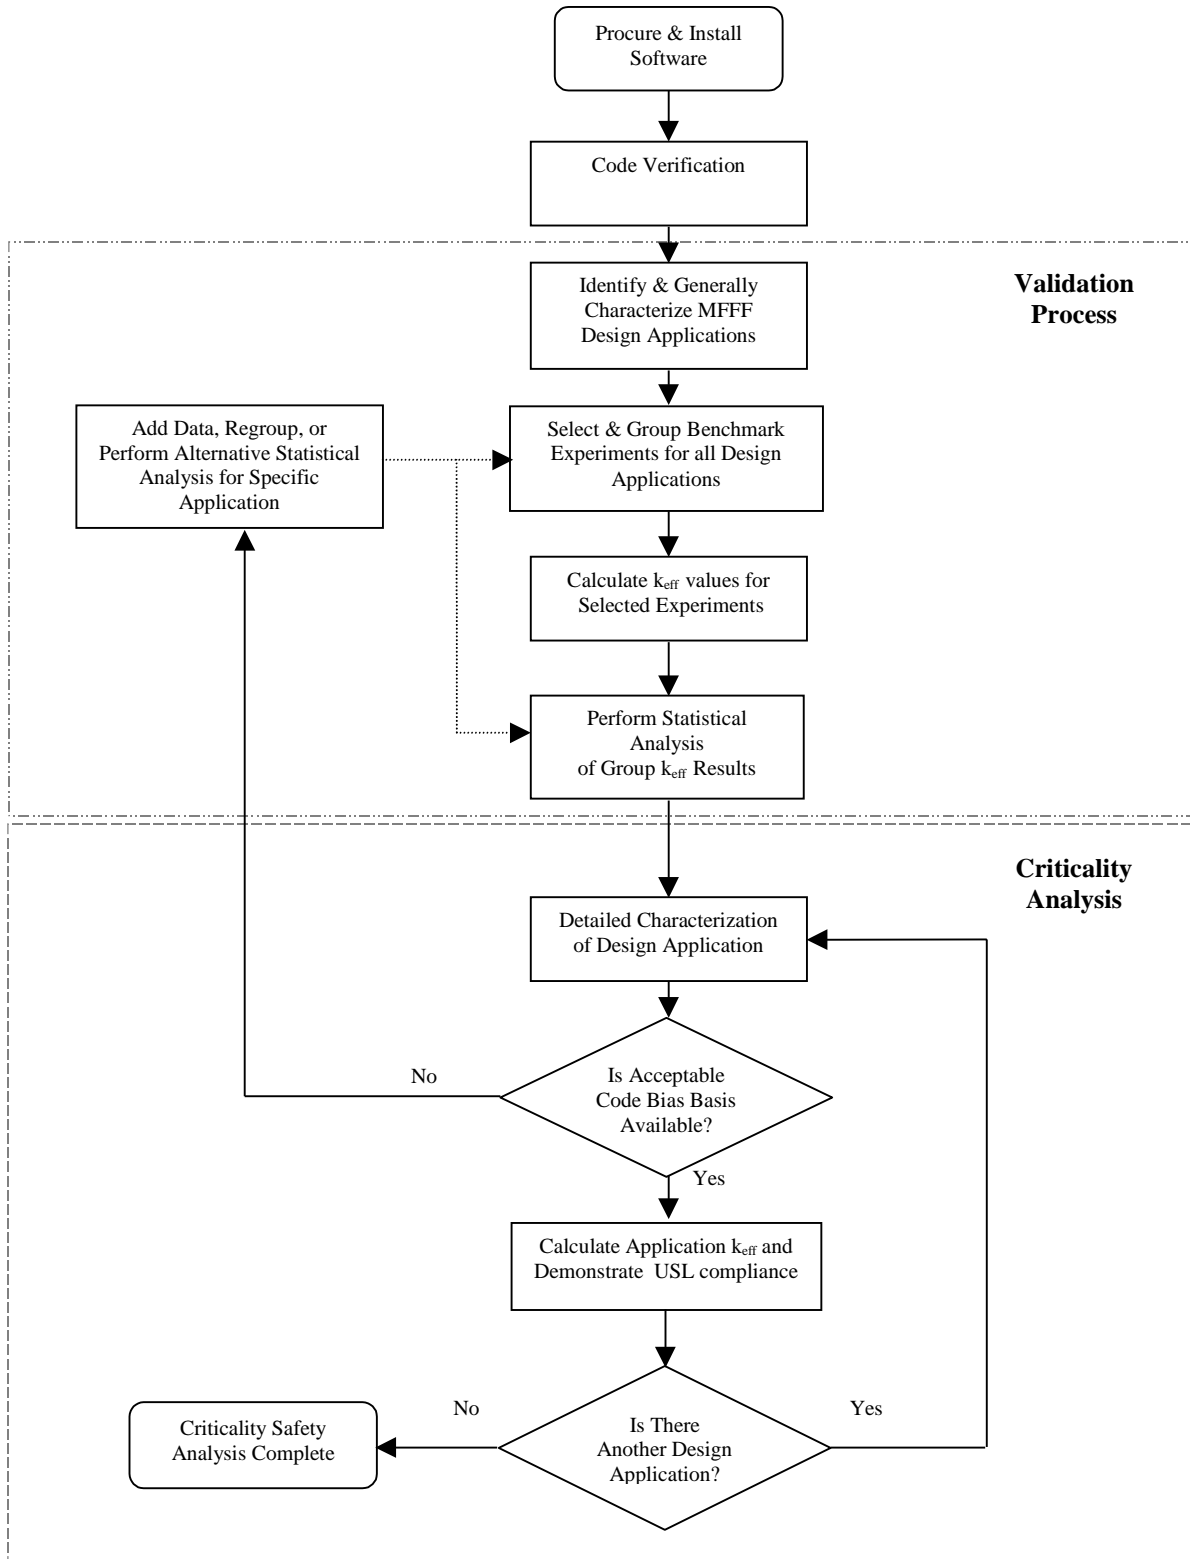 Procure & Install
Software
Code Verification
Identify & Generally
Characterize MFFF
Design Applications
Validation
Process
Add Data, Regroup, or
Perform Alternative Statistical
Analysis for Specific
Application
Select & Group Benchmark
Experiments for all Design
Applications
Calculate keff values for
Selected Experiments
Perform Statistical
Analysis
of Group keff Results
Criticality
Analysis
Detailed Characterization
of Design Application
No
Is Acceptable
Code Bias Basis
Available?
Yes
Calculate Application keff and
Demonstrate USL compliance
No
Yes
Criticality Safety
Analysis Complete
Is There
Another Design
Application?